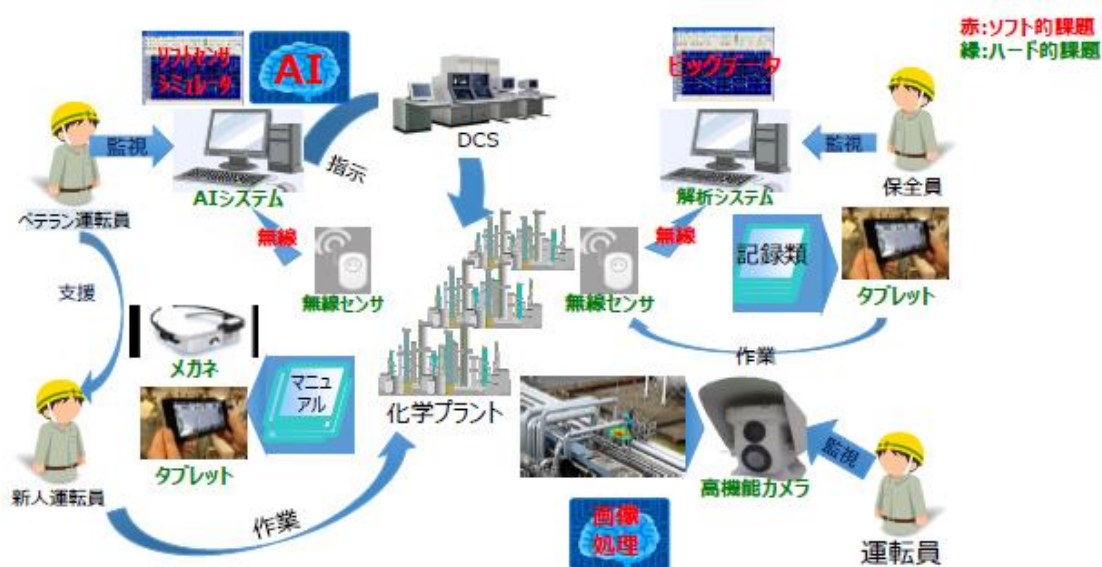 赤:ソフト的課題
緑:ハード的課題
ソフトセンサ
シミュレータ
AI
ビッグデータ
DCS
監視
指示
監視
AIシステム
解析システム
保全員
ベテラン運転員
無線
無線
記録類
無線センサ
無線センサ
タブレット
支援
作業
メガネ
マニュ
アル
化学プラント
タブレット
監視
高機能カメラ
新人運転員
作業
画像
処理
運転員